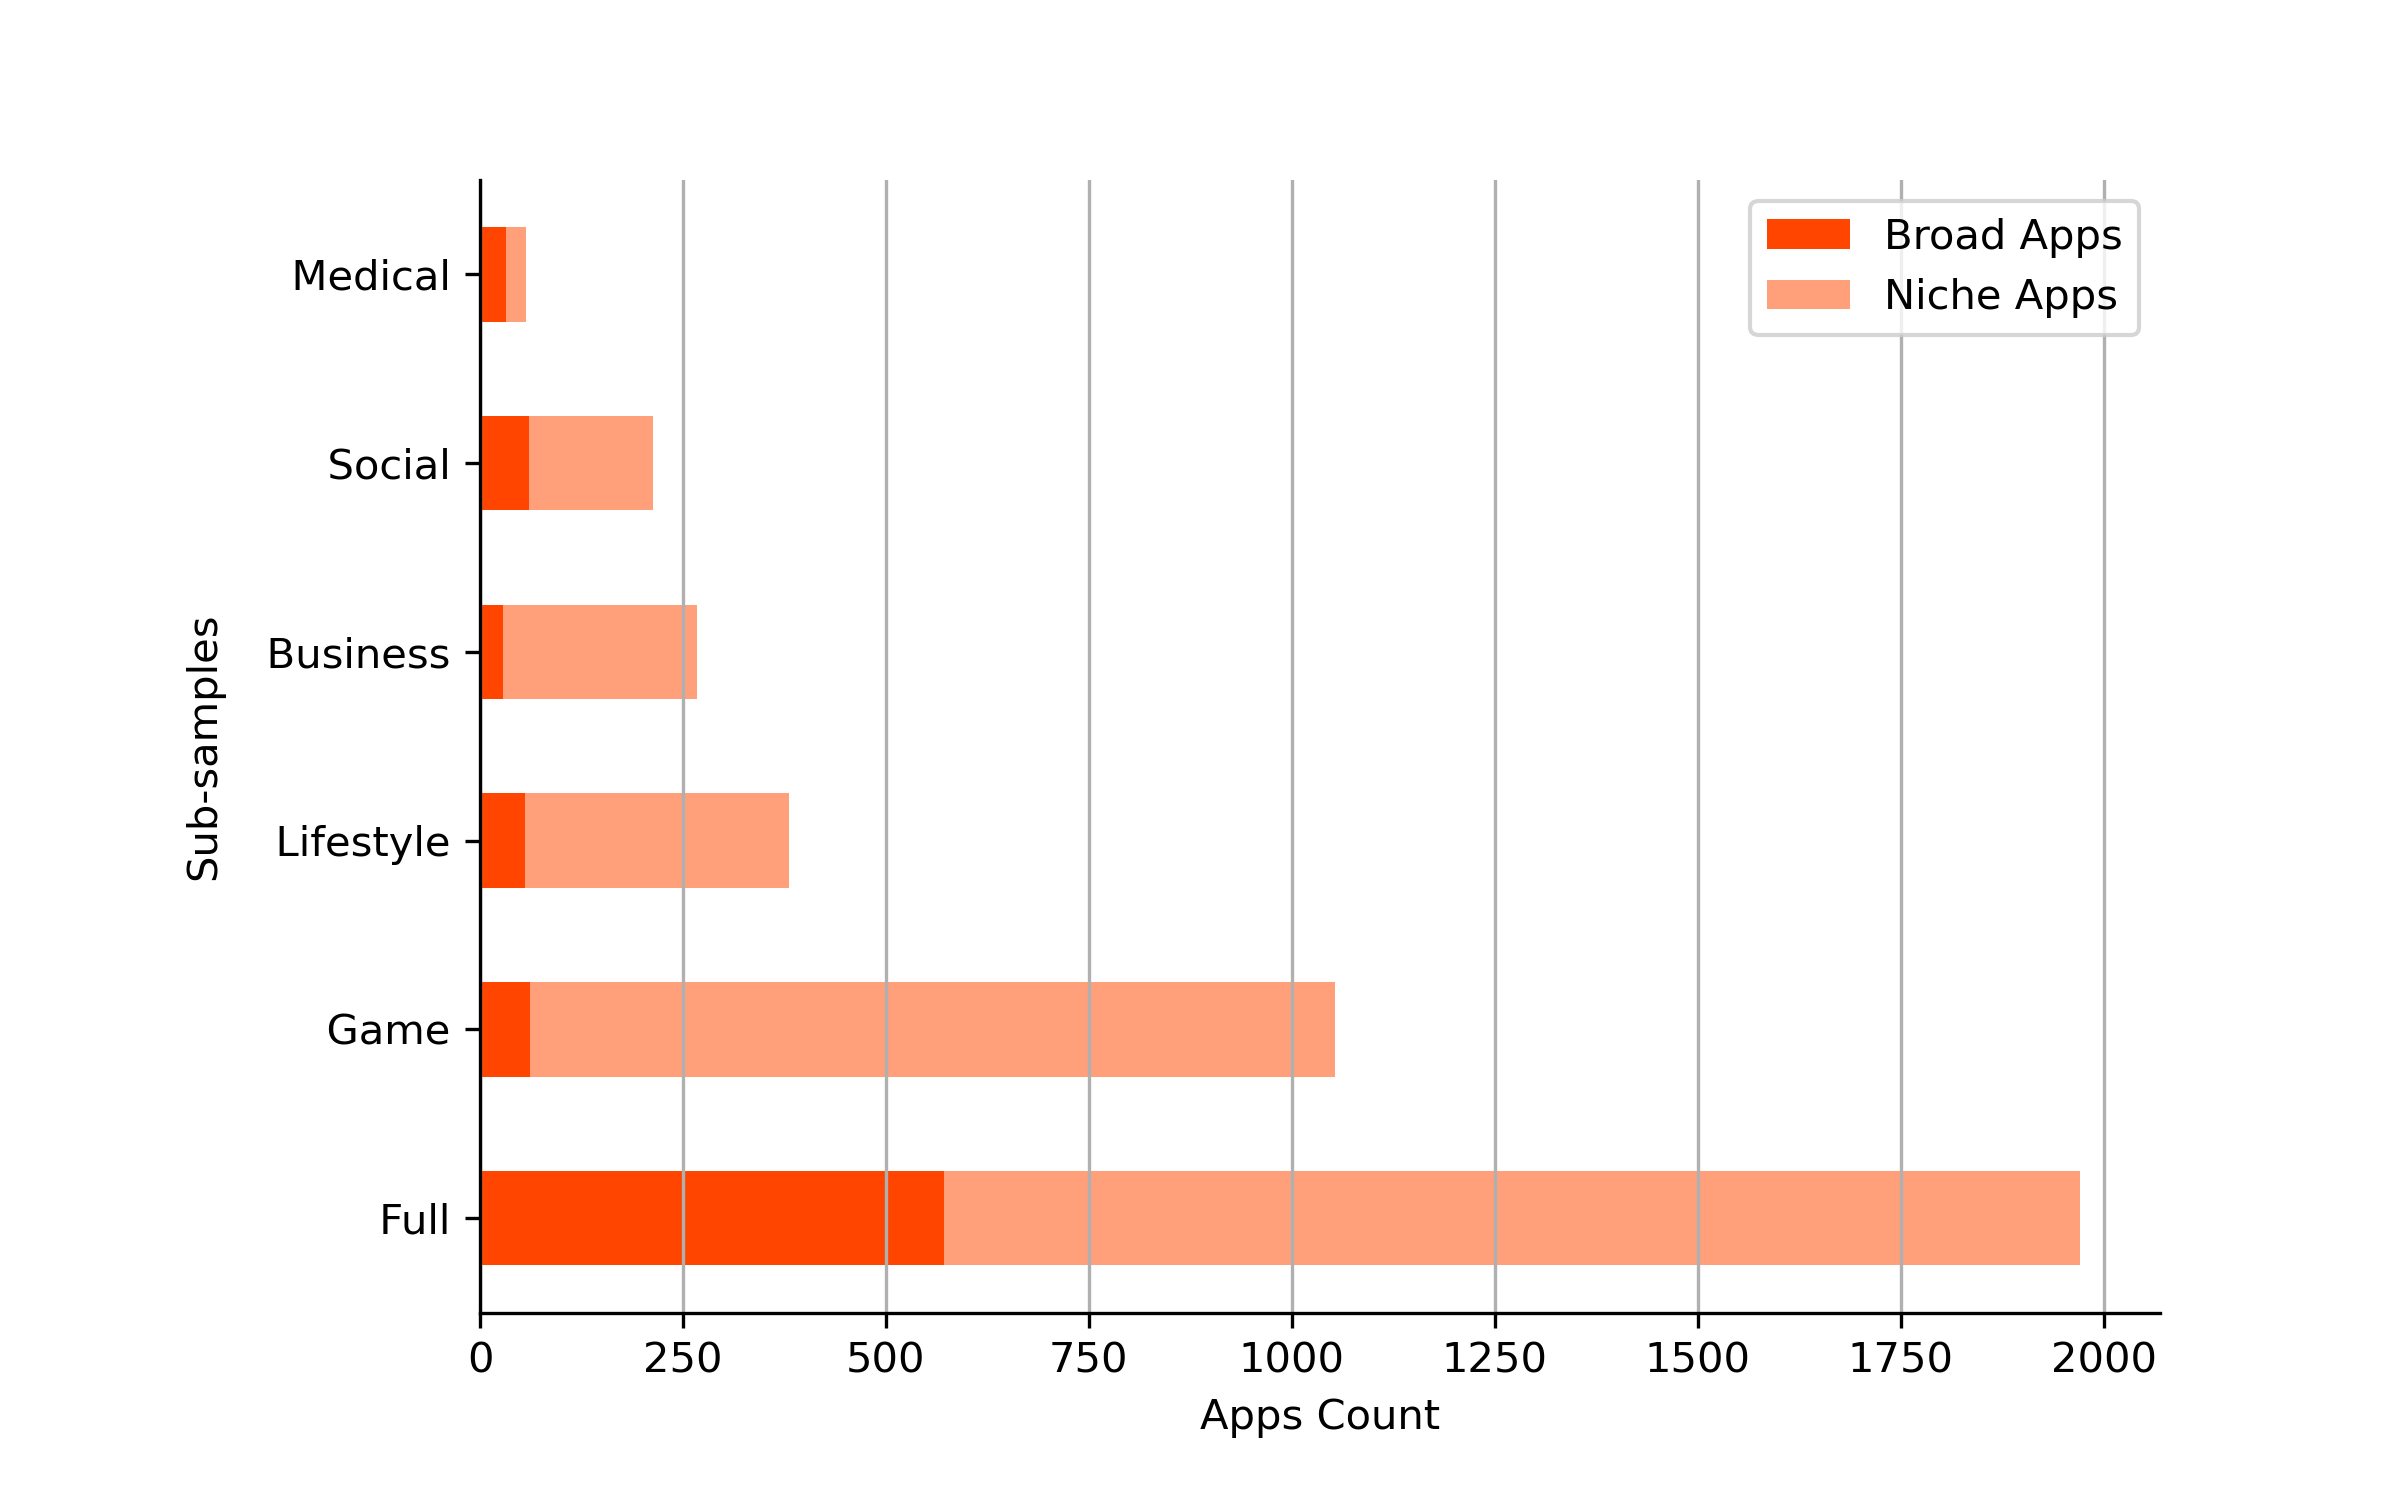 Broad Apps
Niche Apps
Medical
Social
Business
Lifestyle
Game
Full
Sub-samples
0 250 500 750 1000 1250 1500 1750 2000
Apps Count